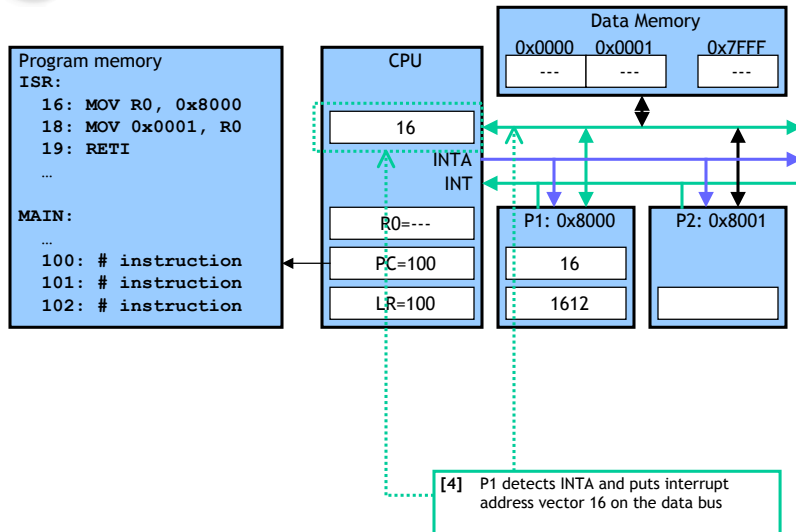 Program memory
ISR:
16: MOV R0, 0x8000
18: MOV 0x0001, R0
19: RETI
…
MAIN:
…
100: # instruction
101: # instruction
102: # instruction
CPU
16
INTA
INT
R0=---
PC=100
LR=100
Data Memory
0x0000 0x0001 0x7FFF
--- --- ---
P1: 0x8000
16
1612
P2: 0x8001
[4] P1 detects INTA and puts interrupt
address vector 16 on the data bus